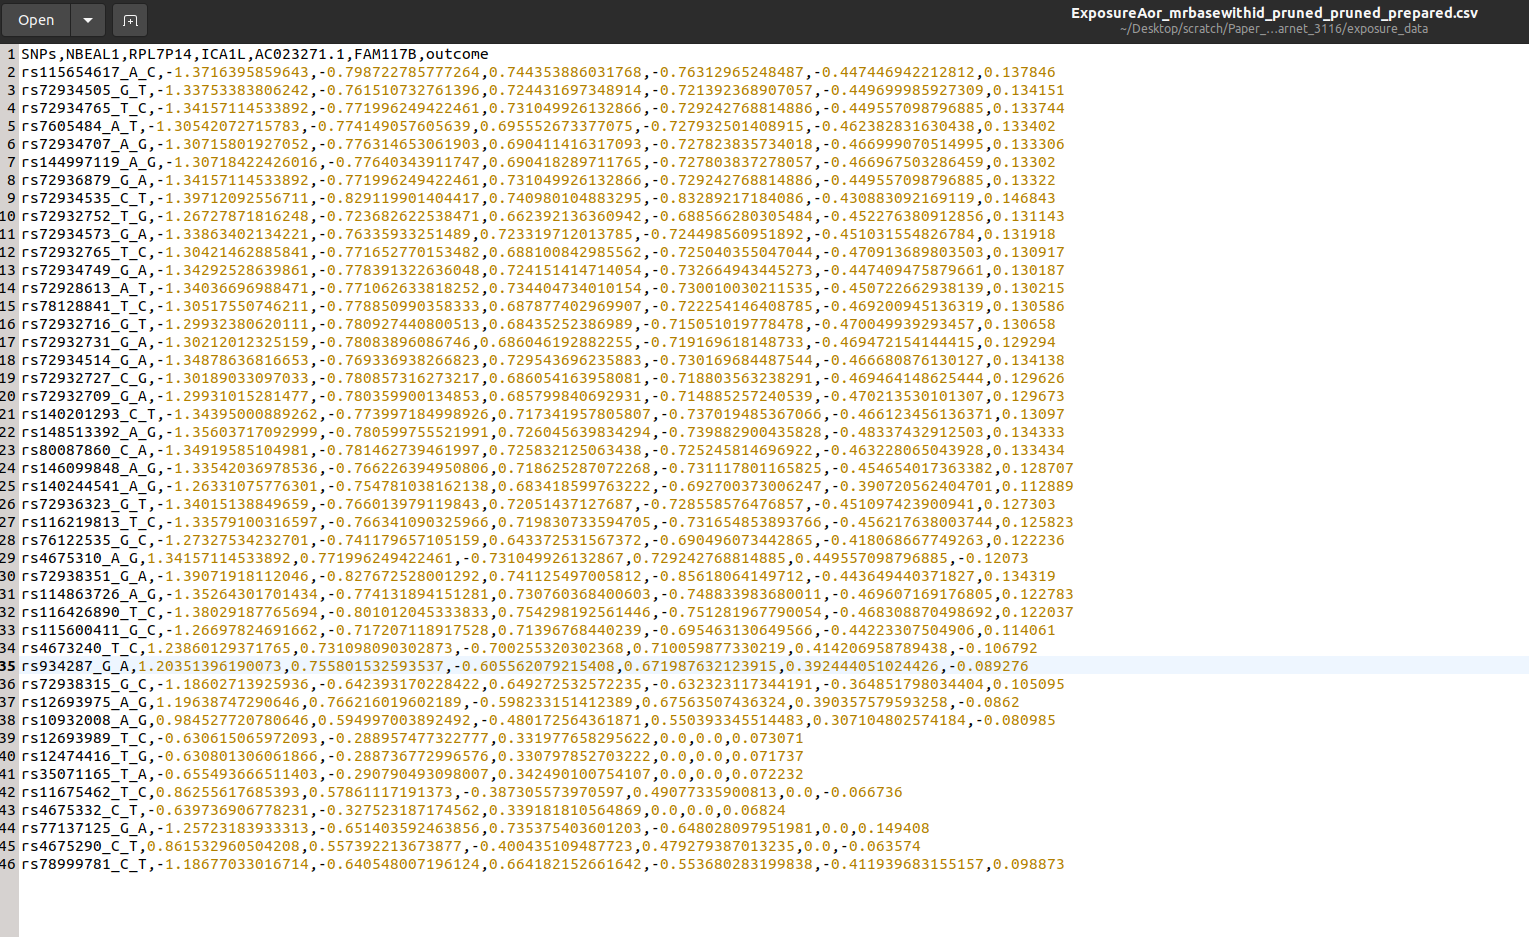 Open
ExposureAor_mrbasewithid_pruned_pruned_prepared.csv
~/Desktop/scratch/Paper_...arnet_3116/exposure_data
1 SNPs,NBEAL1,RPL7P14,ICA1L,AC023271.1,FAM117B,outcome
2 rs115654617_A_C,-1.3716395859643,-0.798722785777264,0.744353886031768,-0.76312965248487,-0.447446942212812,0.137846
3 rs72934505_G_T,-1.33753383806242,-0.761510732761396,0.724431697348914,-0.721392368907057,-0.449699985927309,0.134151
4 rs72934765_T_C,-1.34157114533892,-0.771996249422461,0.731049926132866,-0.729242768814886,-0.449557098796885,0.133744
5 rs7605484_A_T,-1.30542072715783,-0.774149057605639,0.695552673377075,-0.727932501408915,-0.462382831630438,0.133402
6 rs72934707_A_G,-1.30715801927052,-0.776314653061903,0.690411416317093,-0.727823835734018,-0.466999070514995,0.133306
7 rs144997119_A_G,-1.30718422426016,-0.77640343911747,0.690418289711765,-0.727803837278057,-0.466967503286459,0.13302
8 rs72936879_G_A,-1.34157114533892,-0.771996249422461,0.731049926132866,-0.729242768814886,-0.449557098796885,0.13322
9 rs72934535_C_T,-1.39712092556711,-0.829119901404417,0.740980104883295,-0.83289217184086,-0.430883092169119,0.146843
10 rs72932752_T_G,-1.26727871816248,-0.723682622538471,0.662392136360942,-0.688566280305484,-0.452276380912856,0.131143
11 rs72934573_G_A,-1.33863402134221,-0.76335933251489,0.723319712013785,-0.724498560951892,-0.451031554826784,0.131918
12 rs72932765_T_C,-1.30421462885841,-0.771652770153482,0.688100842985562,-0.725040355047044,-0.470913689803503,0.130917
13 rs72934749_G_A,-1.34292528639861,-0.778391322636048,0.724151414714054,-0.732664943445273,-0.447409475879661,0.130187
14 rs72928613_A_T,-1.34036696988471,-0.771062633818252,0.734404734010154,-0.730010030211535,-0.450722662938139,0.130215
15 rs78128841_T_C,-1.30517550746211,-0.778850990358333,0.687877402969907,-0.722254146408785,-0.469200945136319,0.130586
16 rs72932716_G_T,-1.29932380620111,-0.780927440800513,0.68435252386989,-0.715051019778478,-0.470049939293457,0.130658
17 rs72932731_G_A,-1.30212012325159,-0.78083896086746,0.686046192882255,-0.719169618148733,-0.469472154144415,0.129294
18 rs72934514_G_A,-1.34878636816653,-0.769336938266823,0.729543696235883,-0.730169684487544,-0.466680876130127,0.134138
19 rs72932727_C_G,-1.30189033097033,-0.780857316273217,0.686054163958081,-0.718803563238291,-0.469464148625444,0.129626
20 rs72932709_G_A,-1.29931015281477,-0.780359900134853,0.685799840692931,-0.714885257240539,-0.470213530101307,0.129673
21 rs140201293_C_T,-1.34395000889262,-0.773997184998926,0.717341957805807,-0.737019485367066,-0.466123456136371,0.13097
22 rs148513392_A_G,-1.35603717092999,-0.780599755521991,0.726045639834294,-0.739882900435828,-0.48337432912503,0.134333
23 rs80087860_C_A,-1.34919585104981,-0.781462739461997,0.725832125063438,-0.725245814696922,-0.463228065043928,0.133434
24 rs146099848_A_G,-1.33542036978536,-0.766226394950806,0.718625287072268,-0.731117801165825,-0.454654017363382,0.128707
25 rs140244541_A_G,-1.26331075776301,-0.754781038162138,0.683418599763222,-0.692700373006247,-0.390720562404701,0.112889
26 rs72936323_G_T,-1.34015138849659,-0.766013979119843,0.72051437127687,-0.728558576476857,-0.451097423900941,0.127303
27 rs116219813_T_C,-1.33579100316597,-0.766341090325966,0.719830733594705,-0.731654853893766,-0.456217638003744,0.125823
28 rs76122535_G_C,-1.27327534232701,-0.741179657105159,0.643372531567372,-0.690496073442865,-0.418068667749263,0.122236
29 rs4675310_A_G,1.34157114533892,0.771996249422461,-0.731049926132867,0.729242768814885,0.449557098796885,-0.12073
30 rs72938351_G_A,-1.39071918112046,-0.827672528001292,0.741125497005812,-0.85618064149712,-0.443649440371827,0.134319
31 rs114863726_A_G,-1.35264301701434,-0.774131894151281,0.730760368400603,-0.748833983680011,-0.469607169176805,0.122783
32 rs116426890_T_C,-1.38029187765694,-0.801012045333833,0.754298192561446,-0.751281967790054,-0.468308870498692,0.122037
33 rs115600411_G_C,-1.26697824691662,-0.717207118917528,0.71396768440239,-0.695463130649566,-0.44223307504906,0.114061
34 rs4673240_T_C,1.23860129371765,0.731098090302873,-0.700255320302368,0.710059877330219,0.414206958789438,-0.106792
35 rs934287_G_A,1.20351396190073,0.755801532593537,-0.605562079215408,0.671987632123915,0.392444051024426,-0.089276
36 rs72938315_G_C,-1.18602713925936,-0.642393170228422,0.649272532572235,-0.632323117344191,-0.364851798034404,0.105095
37 rs12693975_A_G,1.19638747290646,0.766216019602189,-0.598233151412389,0.67563507436324,0.390357579593258,-0.0862
38 rs10932008_A_G,0.984527720780646,0.594997003892492,-0.480172564361871,0.550393345514483,0.307104802574184,-0.080985
39 rs12693989_T_C,-0.630615065972093,-0.288957477322777,0.331977658295622,0.0,0.0,0.073071
40 rs12474416_T_G,-0.630801306061866,-0.288736772996576,0.330797852703222,0.0,0.0,0.071737
41 rs35071165_T_A,-0.655493666511403,-0.290790493098007,0.342490100754107,0.0,0.0,0.072232
42 rs11675462_T_C,0.86255617685393,0.57861117191373,-0.387305573970597,0.49077335900813,0.0,-0.066736
43 rs4675332_C_T,-0.639736906778231,-0.327523187174562,0.339181810564869,0.0,0.0,0.06824
44 rs77137125_G_A,-1.25723183933313,-0.651403592463856,0.735375403601203,-0.648028097951981,0.0,0.149408
45 rs4675290_C_T,0.861532960504208,0.557392213673877,-0.400435109487723,0.479279387013235,0.0,-0.063574
46 rs78999781_C_T,-1.18677033016714,-0.640548007196124,0.664182152661642,-0.553680283199838,-0.411939683155157,0.098873